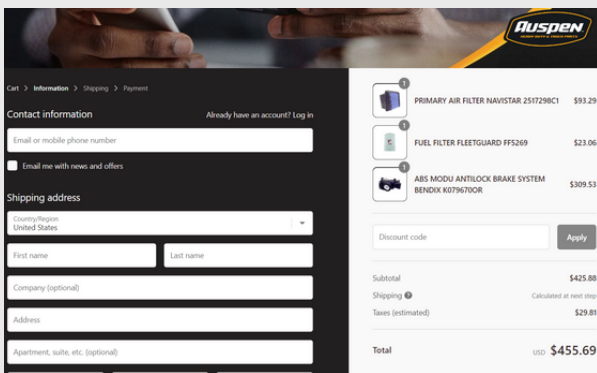 AUSPEN
HEAVY DUTY & TRUCK PARTS
Cart > Information > Shipping > Payment
Contact information
Already have an account? Log in
Email or mobile phone number
Email me with news and offers
Shipping address
Country/Region
United States
First name
Last name
Company (optional)
Address
Apartment, suite, etc. (optional)
1
PRIMARY AIR FILTER NAVISTAR 2517298C1 $93.29
1
FUEL FILTER FLEETGUARD FF5269 $23.06
1
ABS MODU ANTILOCK BRAKE SYSTEM
BENDIX K079670OR $309.53
Discount code
Apply
Subtotal $425.88
Shipping Calculated at next step
Taxes (estimated) $29.81
Total USD $455.69